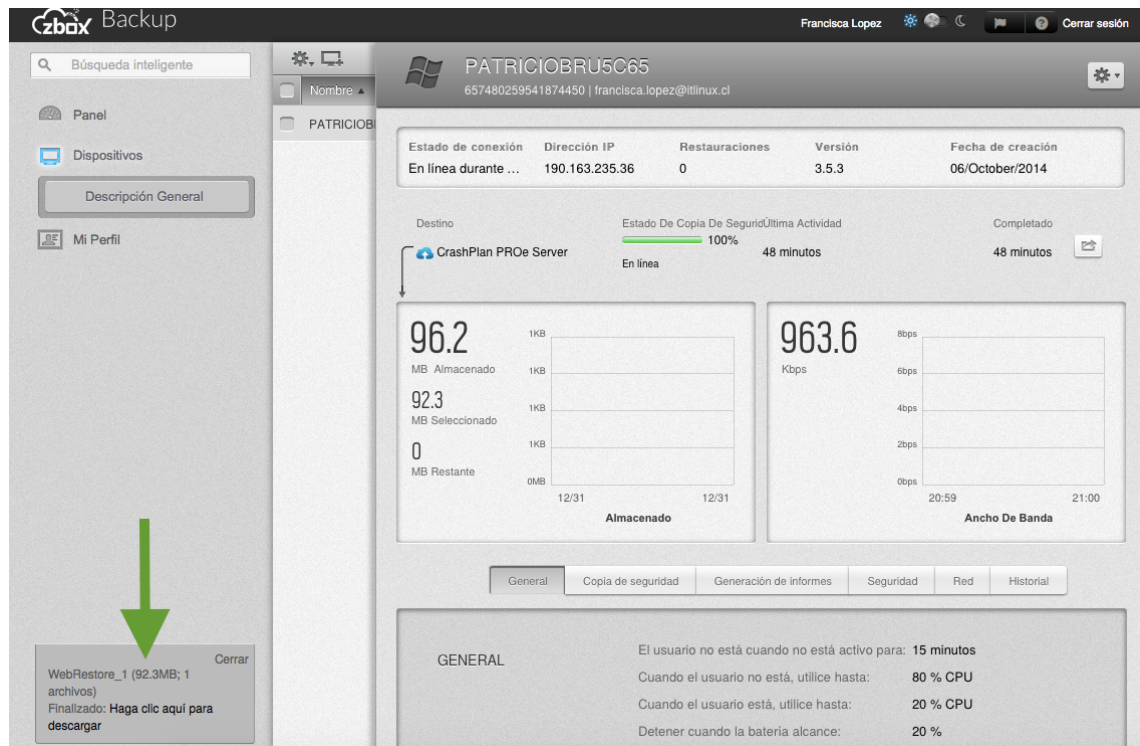 zbox Backup
Francisca Lopez
Cerrar sesión
Búsqueda inteligente
Panel
Dispositivos
Descripción General
Mi Perfil
Nombre
PATRICIOB
PATRICIOBRU5C65
657480259541874450 | francisca.lopez@itlinux.cl
Estado de conexión Dirección IP Restauraciones Versión Fecha de creación
En línea durante ... 190.163.235.36 0 3.5.3 06/October/2014
Destino Estado De Copia De Segurid Última Actividad Completado
100%
CrashPlan PROe Server 48 minutos 48 minutos
En línea
96.2
MB Almacenado
92.3
MB Seleccionado
0
MB Restante
1KB
1KB
1KB
1KB
0MB
12/31 12/31
Almacenado
963.6
Kbps
8bps
6bps
4bps
2bps
0bps
20:59 21:00
Ancho De Banda
General Copia de seguridad Generación de informes Seguridad Red Historial
GENERAL
El usuario no está cuando no está activo para: 15 minutos
Cuando el usuario no está, utilice hasta: 80 % CPU
Cuando el usuario está, utilice hasta: 20 % CPU
Detener cuando la batería alcance: 20 %
Cerrar
WebRestore_1 (92.3MB; 1
archivos)
Finalizado: Haga clic aquí para
descargar